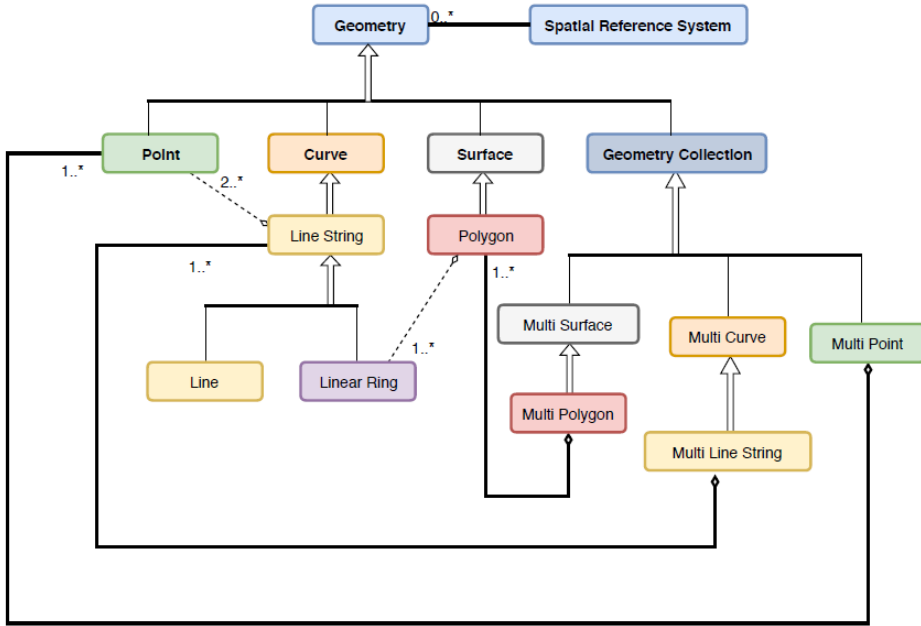 Geometry
0..*
Spatial Reference System
Point
Curve
Surface
Geometry Collection
1..*
2..*
Line String
Polygon
1..*
1..*
Multi Surface
Multi Curve
Multi Point
1..*
Line
Linear Ring
Multi Polygon
Multi Line String